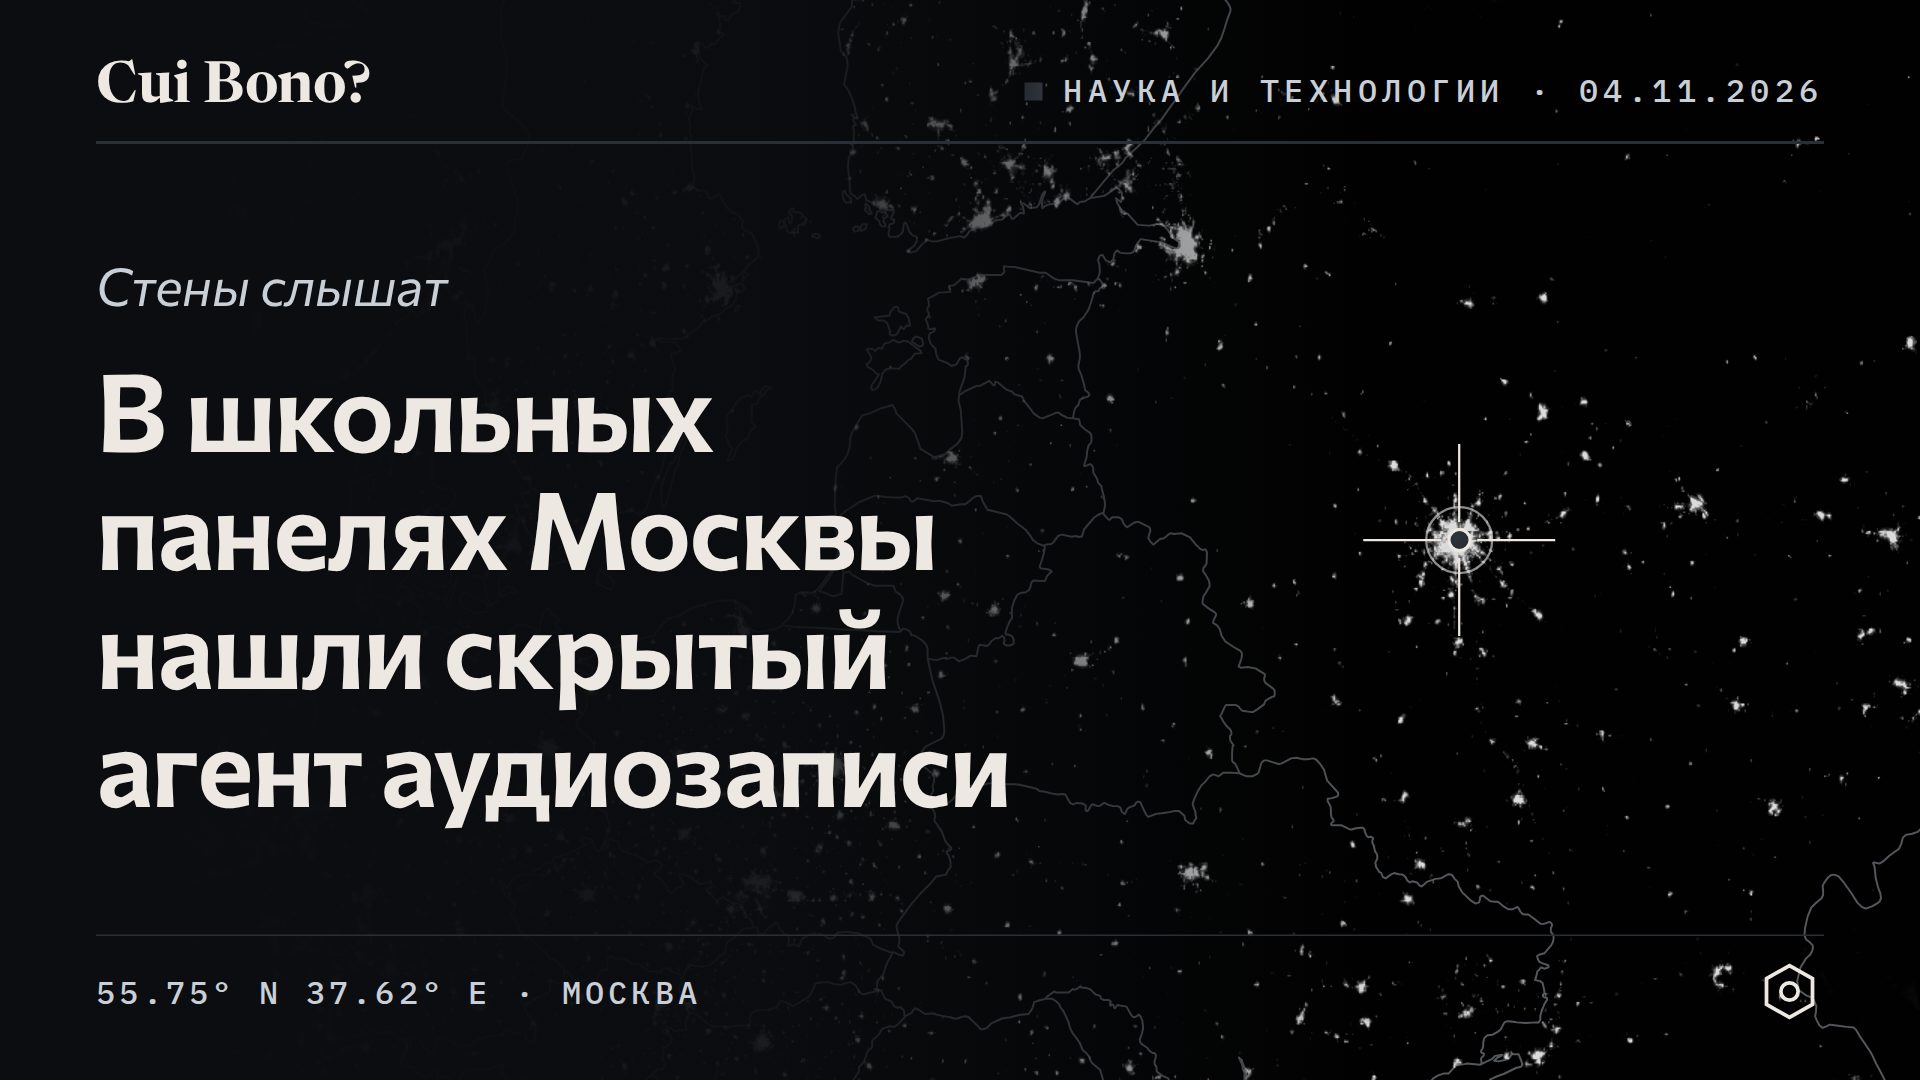 Cui Bono?
НАУКА И ТЕХНОЛОГИИ · 04.11.2026
Стены слышат
В школьных
панелях Москвы
нашли скрытый
агент аудиозаписи
55.75° N 37.62° E · МОСКВА